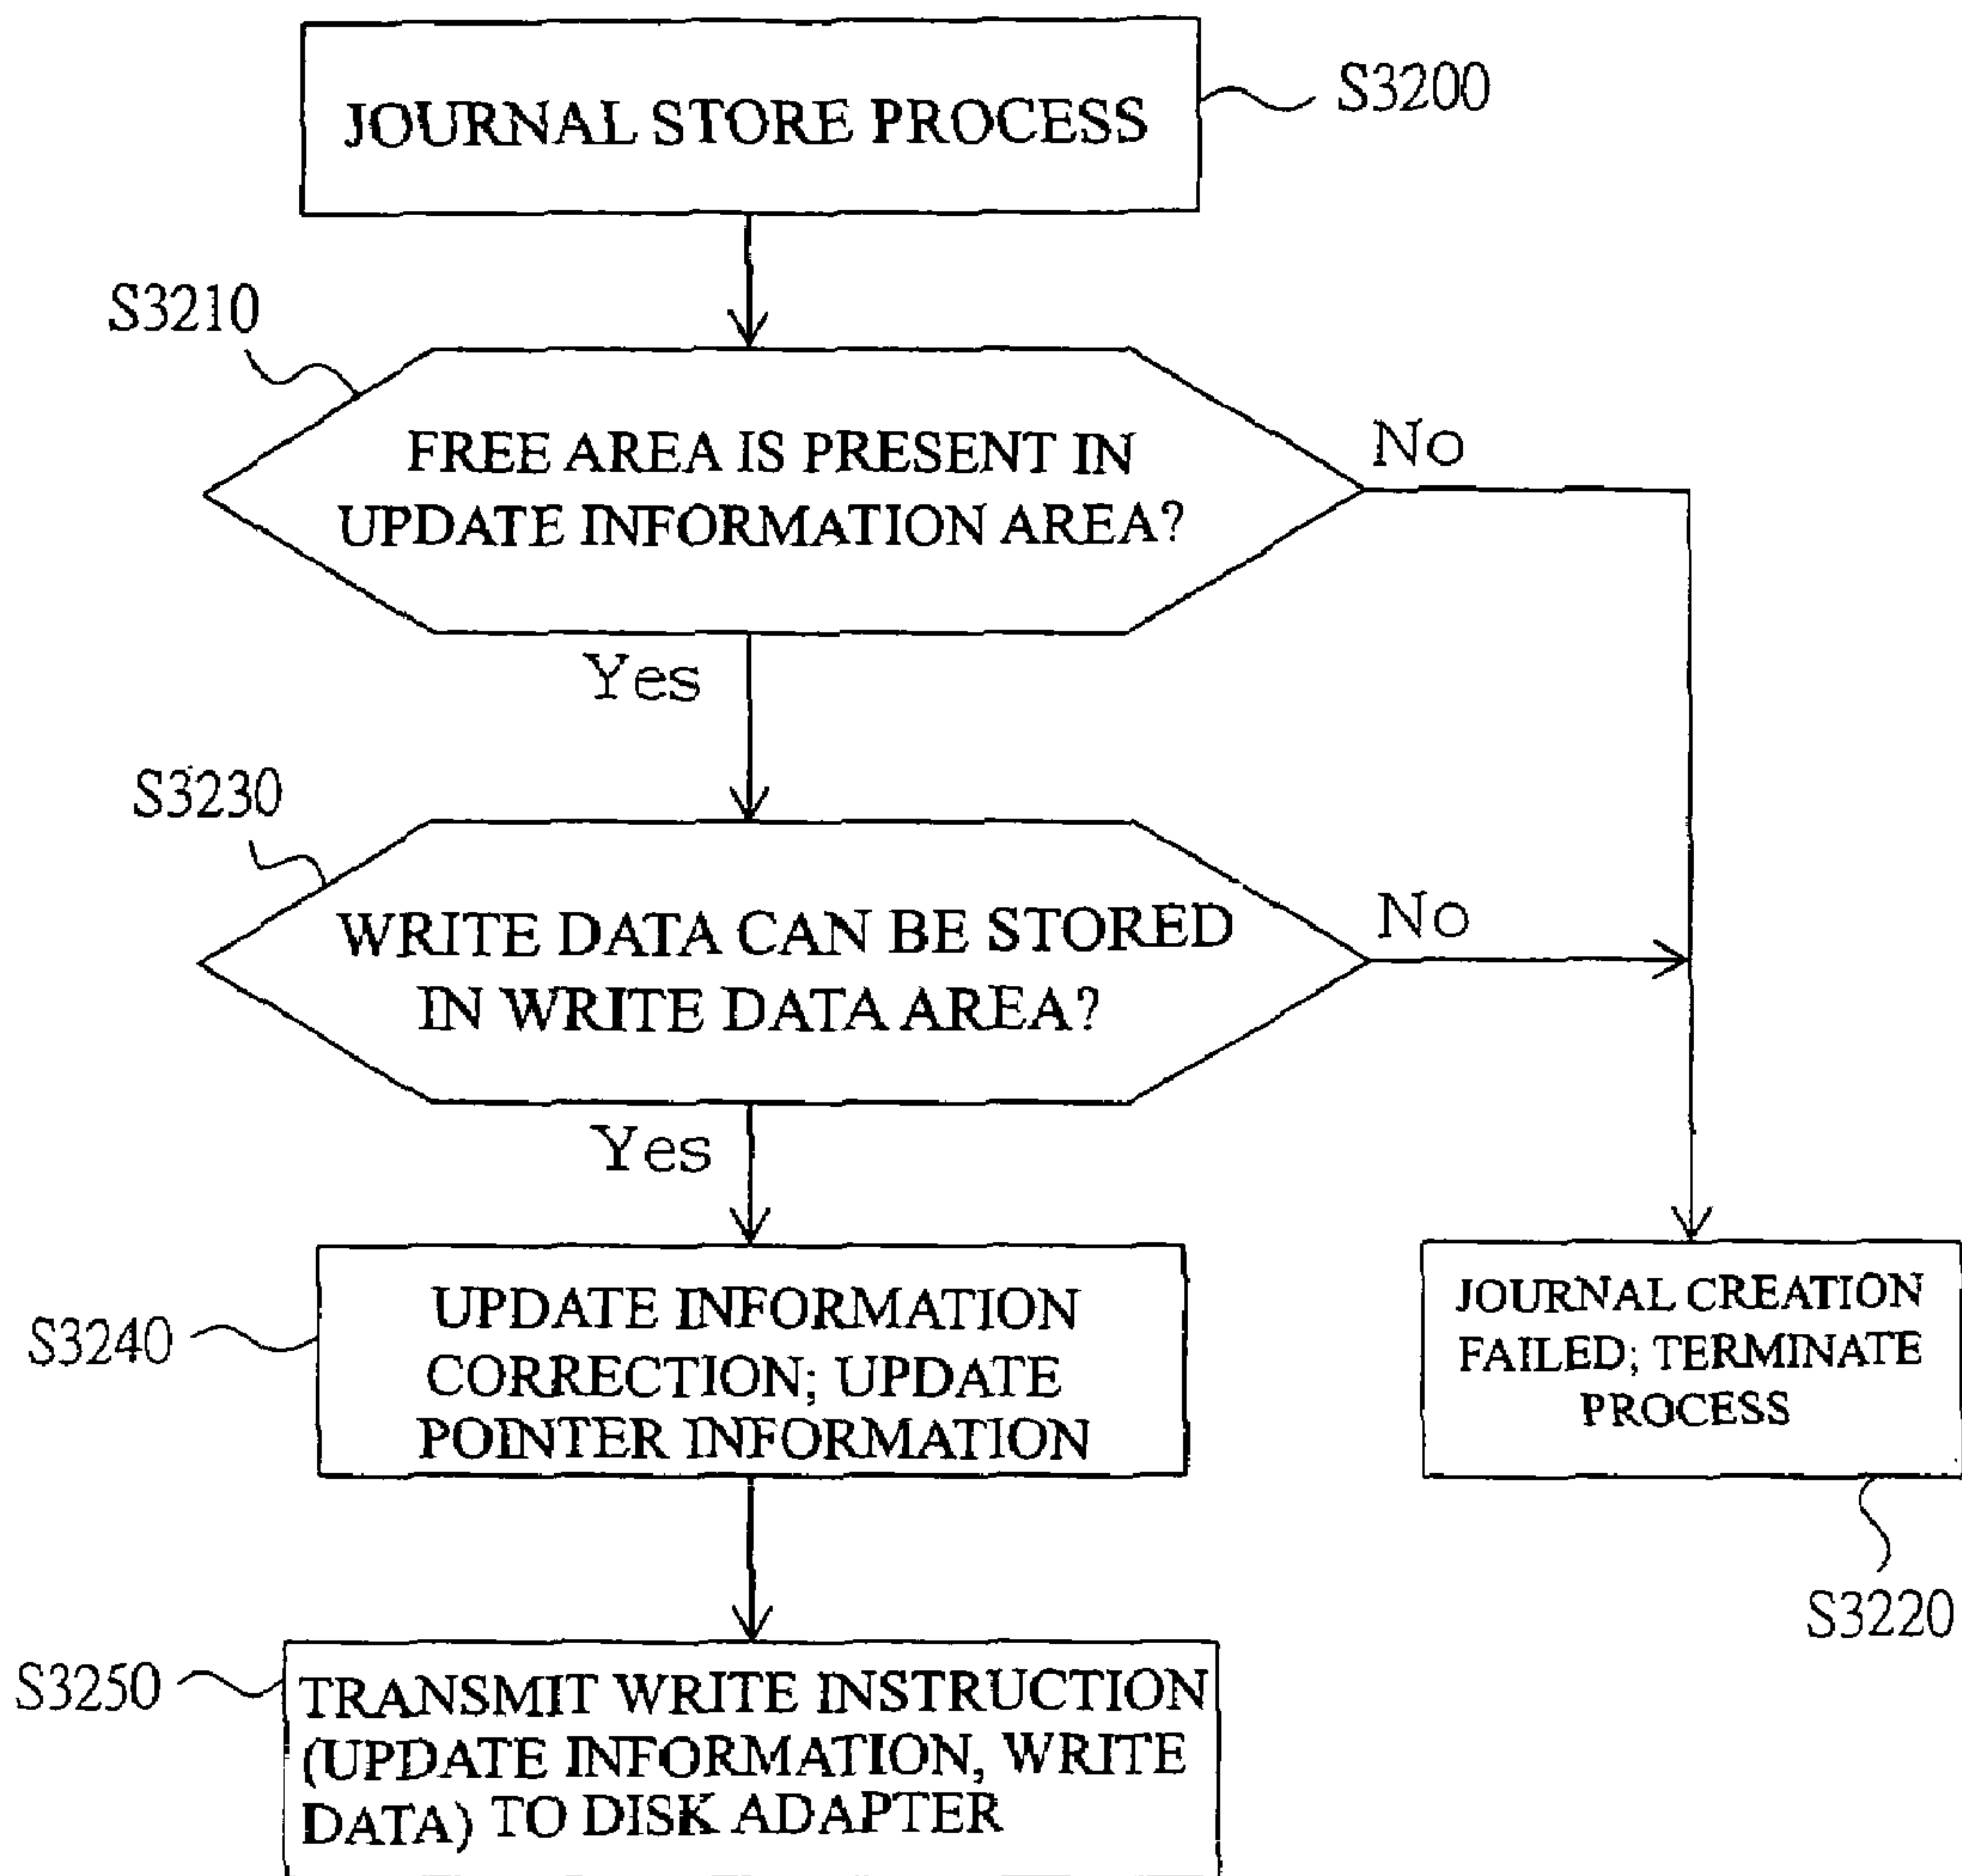 JOURNAL STORE PROCESS
S3200
S3210
FREE AREA IS PRESENT IN
UPDATE INFORMATION AREA?
No
Yes
S3230
WRITE DATA CAN BE STORED
IN WRITE DATA AREA?
No
Yes
S3240
UPDATE INFORMATION
CORRECTION; UPDATE
POINTER INFORMATION
JOURNAL CREATION
FAILED; TERMINATE
PROCESS
S3220
S3250
TRANSMIT WRITE INSTRUCTION
(UPDATE INFORMATION, WRITE
DATA) TO DISK ADAPTER